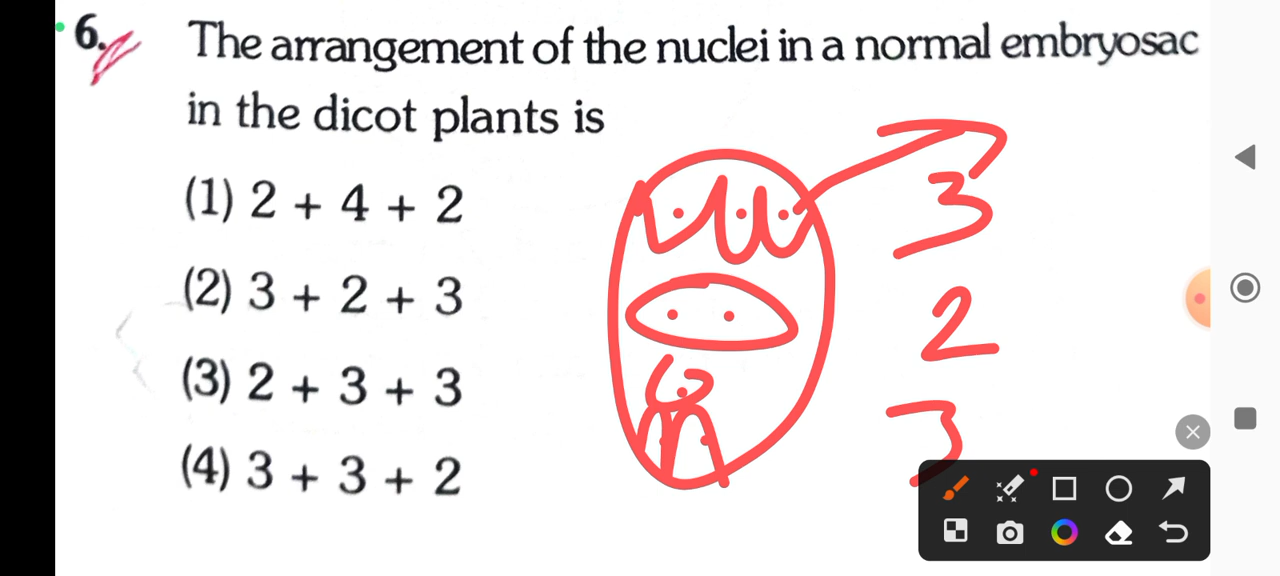 6. The arrangement of the nuclei in a normal embryosac
in the dicot plants is
(1) 2 + 4 + 2
(2) 3 + 2 + 3
(3) 2 + 3 + 3
(4) 3 + 3 + 2
3
2
3